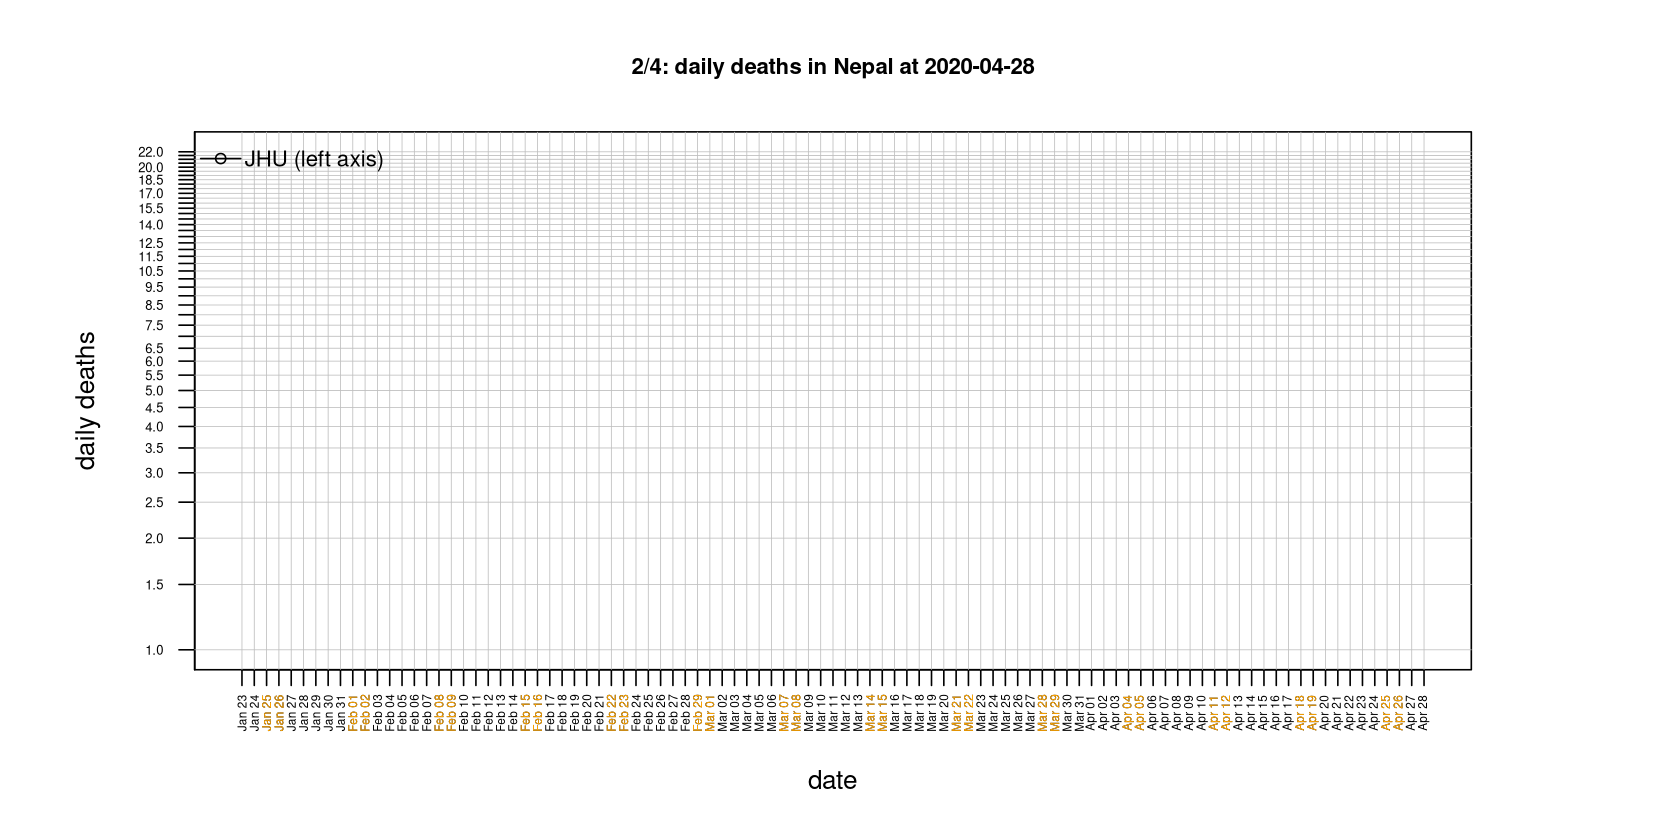 2/4: daily deaths in Nepal at 2020-04-28
JHU (left axis)
daily deaths
22.0
20.0
18.5
17.0
15.5
14.0
12.5
11.5
10.5
9.5
8.5
7.5
6.5
6.0
5.5
5.0
4.5
4.0
3.5
3.0
2.5
2.0
1.5
1.0
Jan 23
Jan 24
Jan 25
Jan 26
Jan 27
Jan 28
Jan 29
Jan 30
Jan 31
Feb 01
Feb 02
Feb 03
Feb 04
Feb 05
Feb 06
Feb 07
Feb 08
Feb 09
Feb 10
Feb 11
Feb 12
Feb 13
Feb 14
Feb 15
Feb 16
Feb 17
Feb 18
Feb 19
Feb 20
Feb 21
Feb 22
Feb 23
Feb 24
Feb 25
Feb 26
Feb 27
Feb 28
Feb 29
Mar 01
Mar 02
Mar 03
Mar 04
Mar 05
Mar 06
Mar 07
Mar 08
Mar 09
Mar 10
Mar 11
Mar 12
Mar 13
Mar 14
Mar 15
Mar 16
Mar 17
Mar 18
Mar 19
Mar 20
Mar 21
Mar 22
Mar 23
Mar 24
Mar 25
Mar 26
Mar 27
Mar 28
Mar 29
Mar 30
Mar 31
Apr 01
Apr 02
Apr 03
Apr 04
Apr 05
Apr 06
Apr 07
Apr 08
Apr 09
Apr 10
Apr 11
Apr 12
Apr 13
Apr 14
Apr 15
Apr 16
Apr 17
Apr 18
Apr 19
Apr 20
Apr 21
Apr 22
Apr 23
Apr 24
Apr 25
Apr 26
Apr 27
Apr 28
date